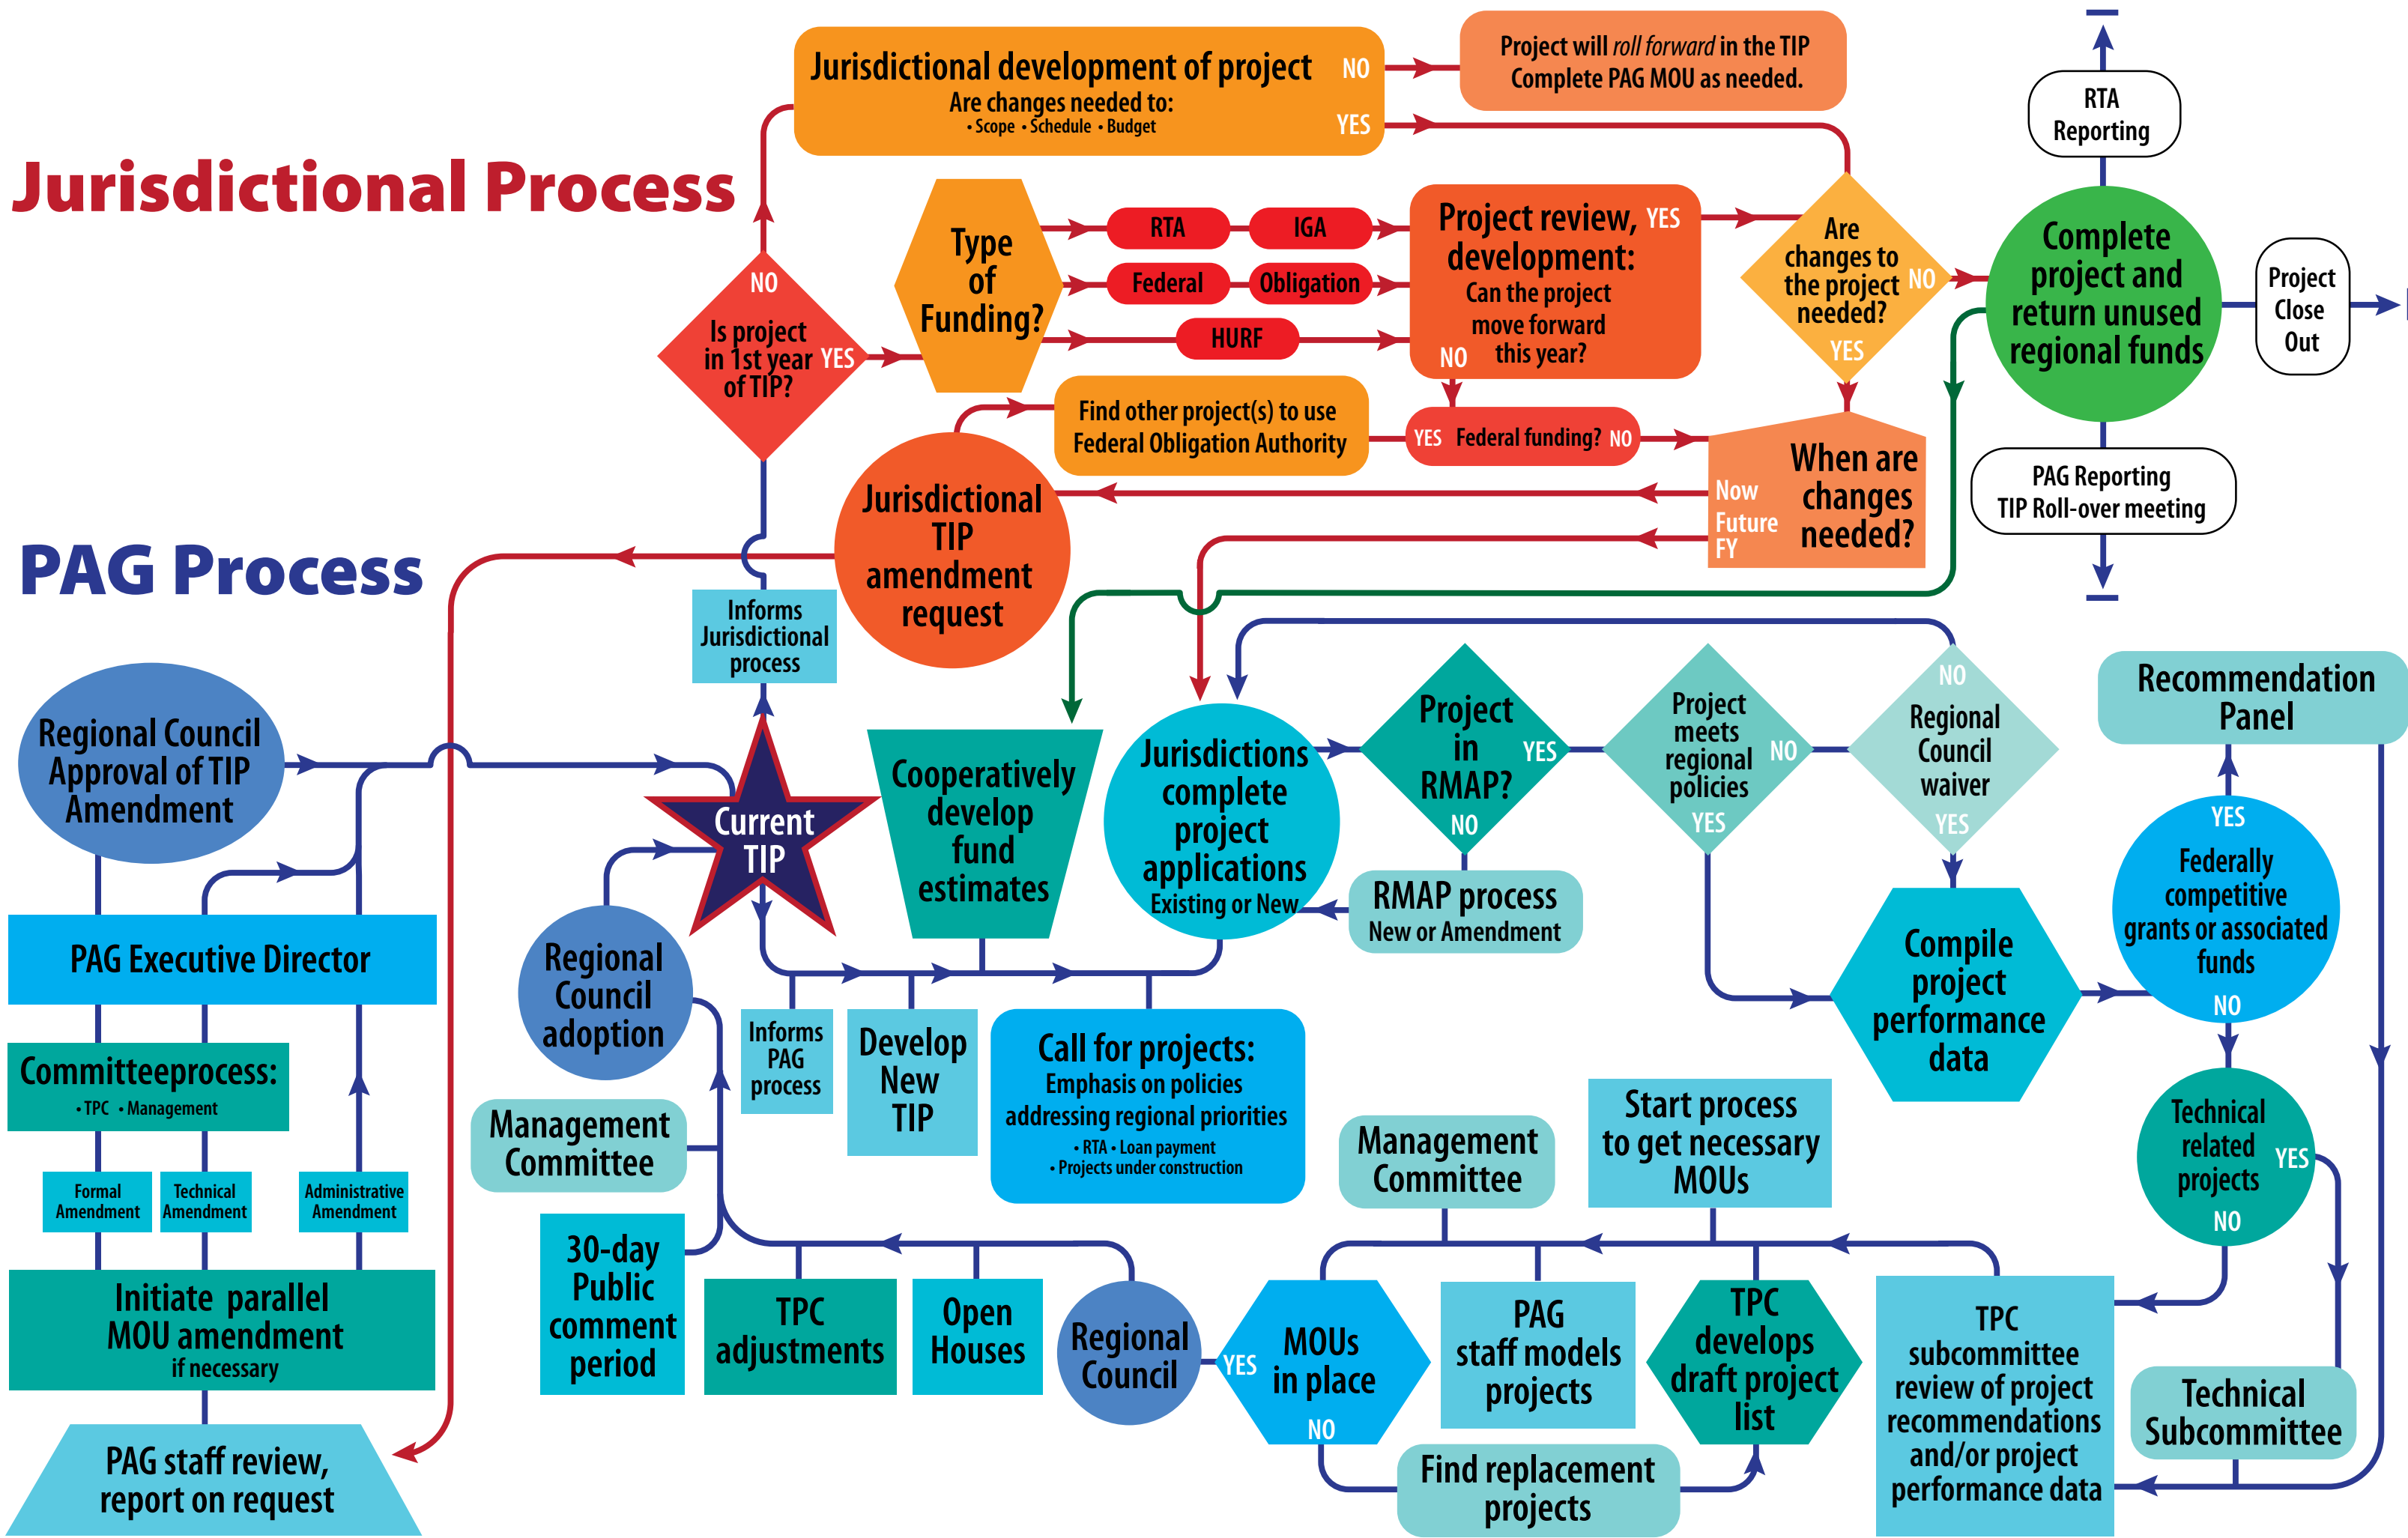 Jurisdictional Process
Jurisdictional development of project
Are changes needed to:
• Scope • Schedule • Budget
NO
YES
Project will roll forward in the TIP
Complete PAG MOU as needed.
RTA
Reporting
Is project
in 1st year
of TIP?
NO
YES
Type
of
Funding?
RTA
IGA
Federal
Obligation
HURF
Project review,
development:
Can the project
move forward
this year?
YES
NO
Are
changes to
the project
needed?
NO
YES
Complete
project and
return unused
regional funds
Project
Close
Out
PAG Reporting
TIP Roll-over meeting
Find other project(s) to use
Federal Obligation Authority
YES Federal funding? NO
When are
changes
needed?
Now
Future
FY
Jurisdictional
TIP
amendment
request
PAG Process
Informs
Jurisdictional
process
Regional Council
Approval of TIP
Amendment
Current
TIP
Cooperatively
develop
fund
estimates
Jurisdictions
complete
project
applications
Existing or New
Project
in
RMAP?
YES
NO
RMAP process
New or Amendment
Project
meets
regional
policies
NO
YES
NO
Regional
Council
waiver
YES
Recommendation
Panel
YES
Federally
competitive
grants or associated
funds
NO
Compile
project
performance
data
PAG Executive Director
Committeeprocess:
• TPC • Management
Formal
Amendment
Technical
Amendment
Administrative
Amendment
Initiate parallel
MOU amendment
if necessary
PAG staff review,
report on request
Regional
Council
adoption
Informs
PAG
process
Develop
New
TIP
Call for projects:
Emphasis on policies
addressing regional priorities
• RTA • Loan payment
• Projects under construction
Management
Committee
30-day
Public
comment
period
TPC
adjustments
Open
Houses
Regional
Council
Management
Committee
Start process
to get necessary
MOUs
YES
MOUs
in place
NO
PAG
staff models
projects
TPC
develops
draft project
list
Find replacement
projects
Technical
related
projects
YES
NO
TPC
subcommittee
review of project
recommendations
and/or project
performance data
Technical
Subcommittee